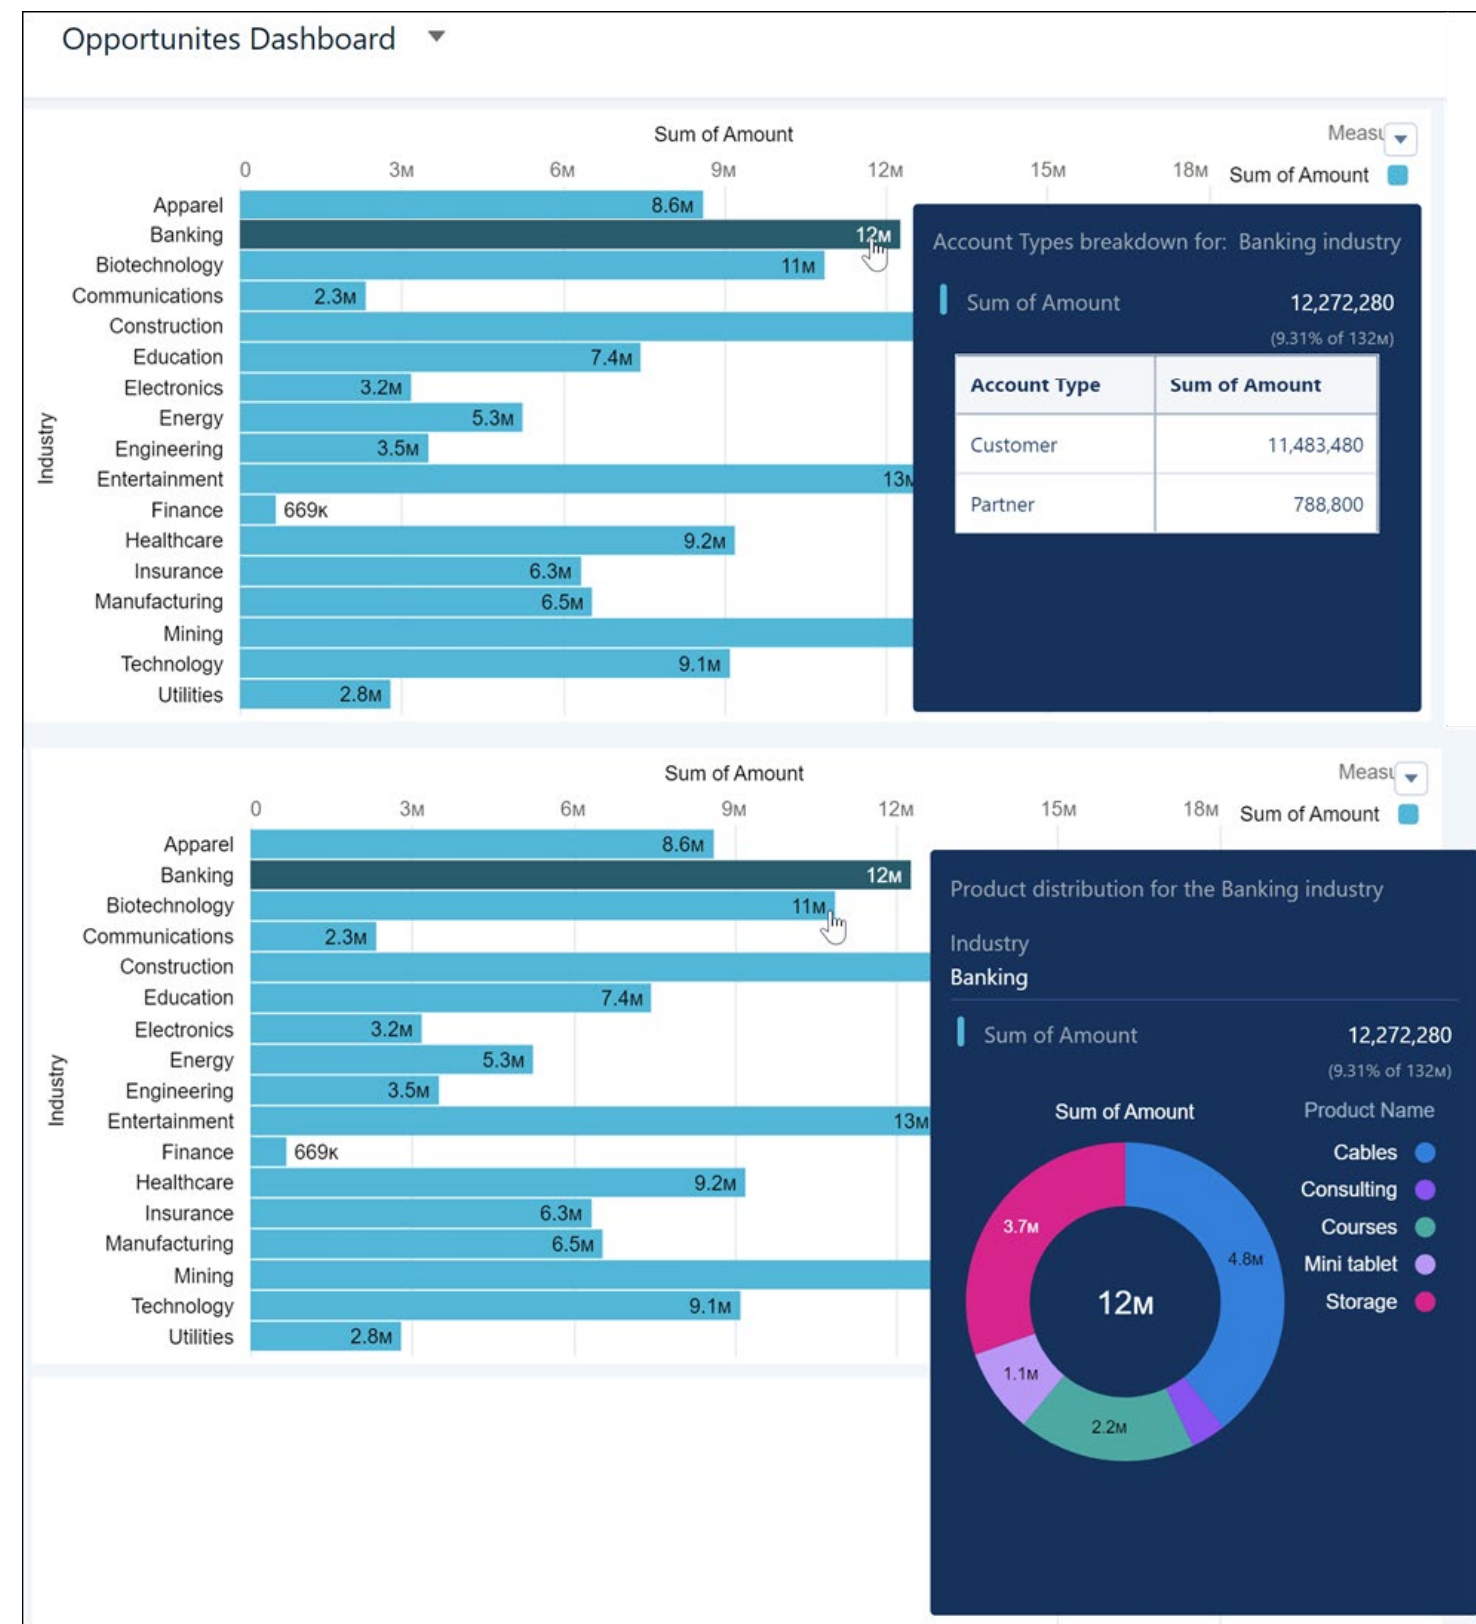 Opportunites Dashboard
Sum of Amount
Measu
0 3M 6M 9M 12M 15M 18M
Sum of Amount
Industry
Apparel 8.6M
Banking 12M
Biotechnology 11M
Communications 2.3M
Construction
Education 7.4M
Electronics 3.2M
Energy 5.3M
Engineering 3.5M
Entertainment 13M
Finance 669K
Healthcare 9.2M
Insurance 6.3M
Manufacturing 6.5M
Mining
Technology 9.1M
Utilities 2.8M
Account Types breakdown for: Banking industry
Sum of Amount 12,272,280
(9.31% of 132M)
Account Type Sum of Amount
Customer 11,483,480
Partner 788,800
Sum of Amount
Measu
0 3M 6M 9M 12M 15M 18M
Sum of Amount
Industry
Apparel 8.6M
Banking 12M
Biotechnology 11M
Communications 2.3M
Construction
Education 7.4M
Electronics 3.2M
Energy 5.3M
Engineering 3.5M
Entertainment 13M
Finance 669K
Healthcare 9.2M
Insurance 6.3M
Manufacturing 6.5M
Mining
Technology 9.1M
Utilities 2.8M
Product distribution for the Banking industry
Industry
Banking
Sum of Amount 12,272,280
(9.31% of 132M)
Sum of Amount
Product Name
Cables
Consulting
Courses
Mini tablet
Storage
3.7M
4.8M
12M
1.1M
2.2M